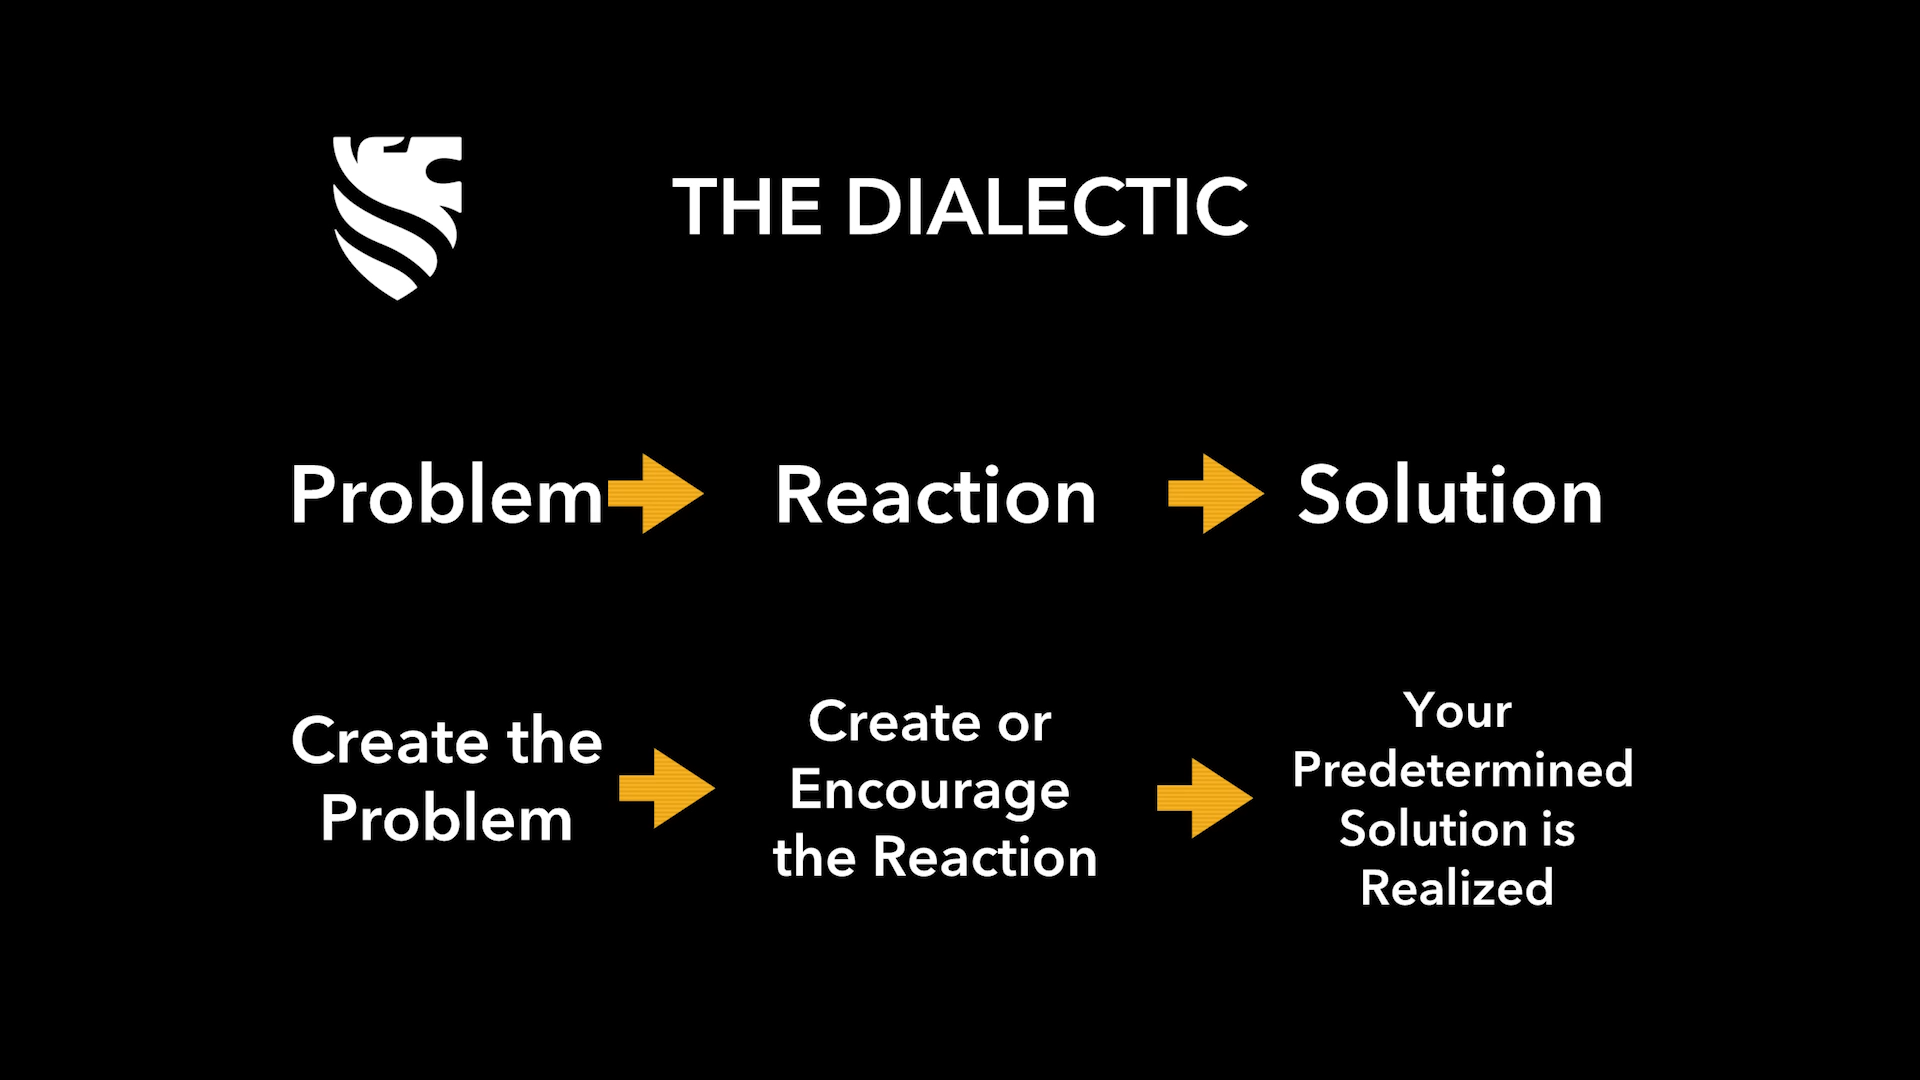 THE DIALECTIC
Problem
Reaction
Solution
Create the
Problem
Create or
Encourage
the Reaction
Your
Predetermined
Solution is
Realized